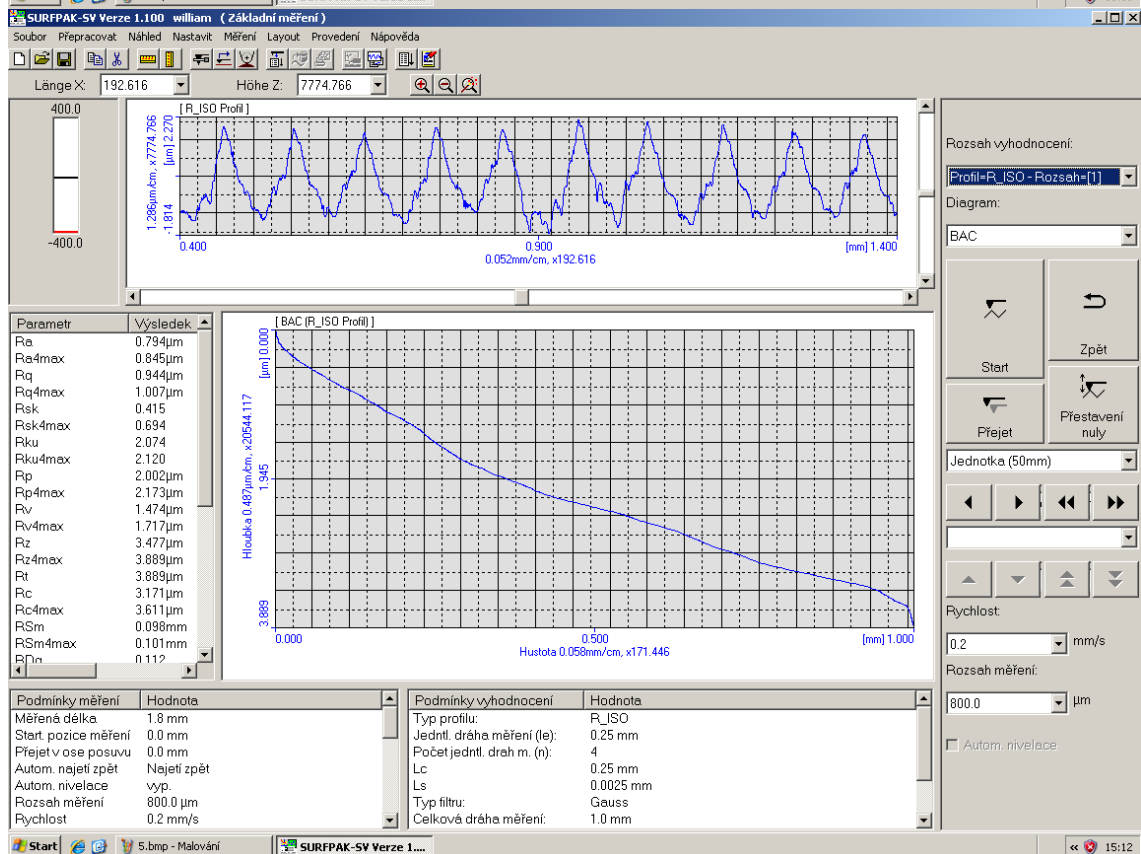 SURFPAK-SV Verze 1.100 william ( Základní měření )
Soubor Přepracovat Náhled Nastavit Měření Layout Provedení Nápověda
Länge X: 192.616 Höhe Z: 7774.766
400.0
-400.0
[ R_ISO Profil ]
1.286µm/cm, x7774.766
-1.814 [µm] 2.270
0.400 0.900 [mm] 1.400
0.052mm/cm, x192.616
Rozsah vyhodnocení:
Profil=R_ISO - Rozsah=[1]
Diagram:
BAC
Start
Zpět
Přejet
Přestavení nuly
Jednotka (50mm)
Rychlost:
0.2 mm/s
Rozsah měření:
800.0 µm
Autom. nivelace
Parametr Výsledek
Ra 0.794µm
Ra4max 0.845µm
Rq 0.944µm
Rq4max 1.007µm
Rsk 0.415
Rsk4max 0.694
Rku 2.074
Rku4max 2.120
Rp 2.002µm
Rp4max 2.173µm
Rv 1.474µm
Rv4max 1.717µm
Rz 3.477µm
Rz4max 3.889µm
Rt 3.889µm
Rc 3.171µm
Rc4max 3.611µm
RSm 0.098mm
RSm4max 0.101mm
RDq 0.112
[ BAC (R_ISO Profil) ]
Hloubka 0.487µm/cm, x20544.117
3.889 1.945 [µm] 0.000
0.000 0.500 [mm] 1.000
Hustota 0.058mm/cm, x171.446
Podmínky měření Hodnota
Měřená délka 1.8 mm
Start. pozice měření 0.0 mm
Přejet v ose posuvu 0.0 mm
Autom. najetí zpět Najetí zpět
Autom. nivelace vyp.
Rozsah měření 800.0 µm
Rychlost 0.2 mm/s
Podmínky vyhodnocení Hodnota
Typ profilu: R_ISO
Jedntl. dráha měření (le): 0.25 mm
Počet jedntl. drah m. (n): 4
Lc 0.25 mm
Ls 0.0025 mm
Typ filtru: Gauss
Celková dráha měření: 1.0 mm
Start 5.bmp - Malování SURFPAK-SV Verze 1.... 15:12